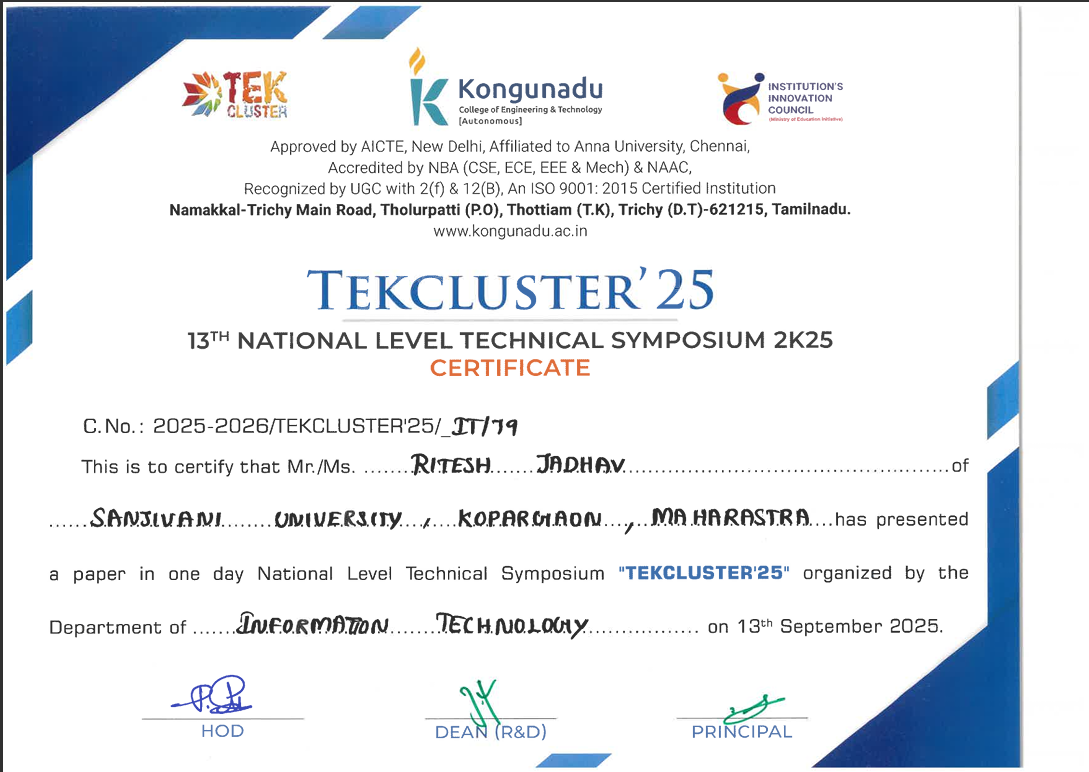 TEK
CLUSTER
Kongunadu
College of Engineering & Technology
[Autonomous]
INSTITUTION'S
INNOVATION
COUNCIL
(Ministry of Education Initiative)
Approved by AICTE, New Delhi, Affiliated to Anna University, Chennai,
Accredited by NBA (CSE, ECE, EEE & Mech) & NAAC,
Recognized by UGC with 2(f) & 12(B), An ISO 9001: 2015 Certified Institution
Namakkal-Trichy Main Road, Tholurpatti (P.O), Thottiam (T.K), Trichy (D.T)-621215, Tamilnadu.
www.kongunadu.ac.in
TEKCLUSTER'25
13TH NATIONAL LEVEL TECHNICAL SYMPOSIUM 2K25
CERTIFICATE
C.No.: 2025-2026/TEKCLUSTER'25/_IT/79
This is to certify that Mr./Ms. ........RITESH.......JADHAV.......................................................of
......SANJIVANI........UNIVERSITY...,....KOPARGAON...,...MAHARASTRA....has presented
a paper in one day National Level Technical Symposium "TEKCLUSTER'25" organized by the
Department of .......INFORMATION........TECHNOLOGY................... on 13th September 2025.
HOD
DEAN (R&D)
PRINCIPAL